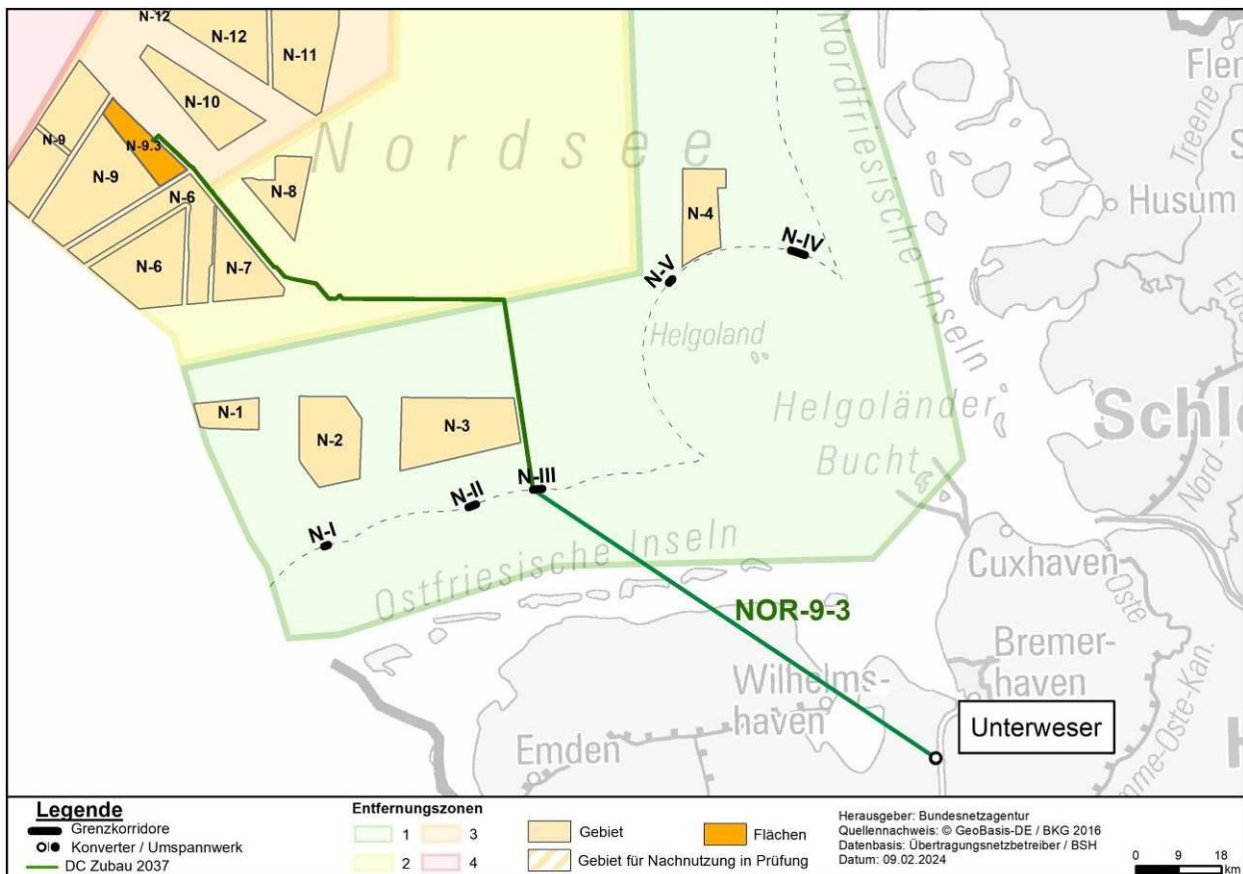 N-12
N-12
N-11
N-10
N-9
N-9.3
N-9
N-6
N-8
N-6
N-7
Nordsee
N-4
N-IV
N-V
Nordfriesische Inseln
Treene
Husum
Helgoland
Helgoländer
Bucht
N-1
N-2
N-3
N-III
N-II
N-I
Ostfriesische Inseln
Nord-
Cuxhaven
Oste
NOR-9-3
Bremer-
haven
Wilhelms-
haven
Emden
Unterweser
Legende
Grenzkorridore
Konverter / Umspannwerk
DC Zubau 2037
Entfernungszonen
1
3
2
4
Gebiet
Flächen
Gebiet für Nachnutzung in Prüfung
Herausgeber: Bundesnetzagentur
Quellennachweis: © GeoBasis-DE / BKG 2016
Datenbasis: Übertragungsnetzbetreiber / BSH
Datum: 09.02.2024
0 9 18
km